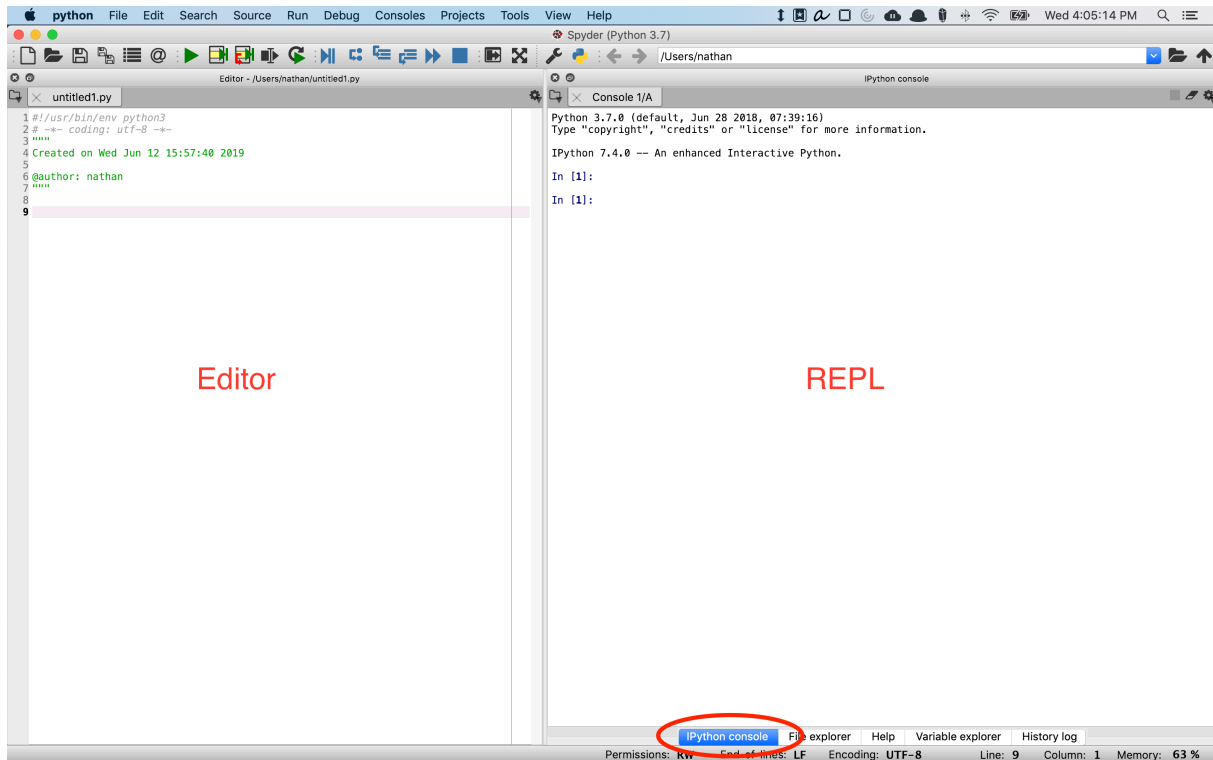 python File Edit Search Source Run Debug Consoles Projects Tools View Help Wed 4:05:14 PM
Spyder (Python 3.7)
/Users/nathan
Editor - /Users/nathan/untitled1.py
untitled1.py
1 #!/usr/bin/env python3
2 # -*- coding: utf-8 -*-
3 """
4 Created on Wed Jun 12 15:57:40 2019
5
6 @author: nathan
7 """
8
9
Editor
IPython console
Console 1/A
Python 3.7.0 (default, Jun 28 2018, 07:39:16)
Type "copyright", "credits" or "license" for more information.
IPython 7.4.0 -- An enhanced Interactive Python.
In [1]:
In [1]:
REPL
IPython console File explorer Help Variable explorer History log
Permissions: RW End-of-lines: LF Encoding: UTF-8 Line: 9 Column: 1 Memory: 63 %